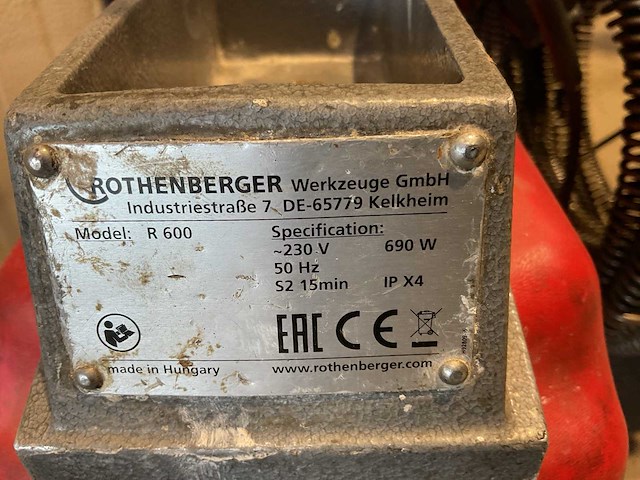 ROTHENBERGER Werkzeuge GmbH
Industriestraße 7 DE-65779 Kelkheim
Model: R 600 Specification:
~230 V 690 W
50 Hz
S2 15min IP X4
EAC CE
made in Hungary www.rothenberger.com